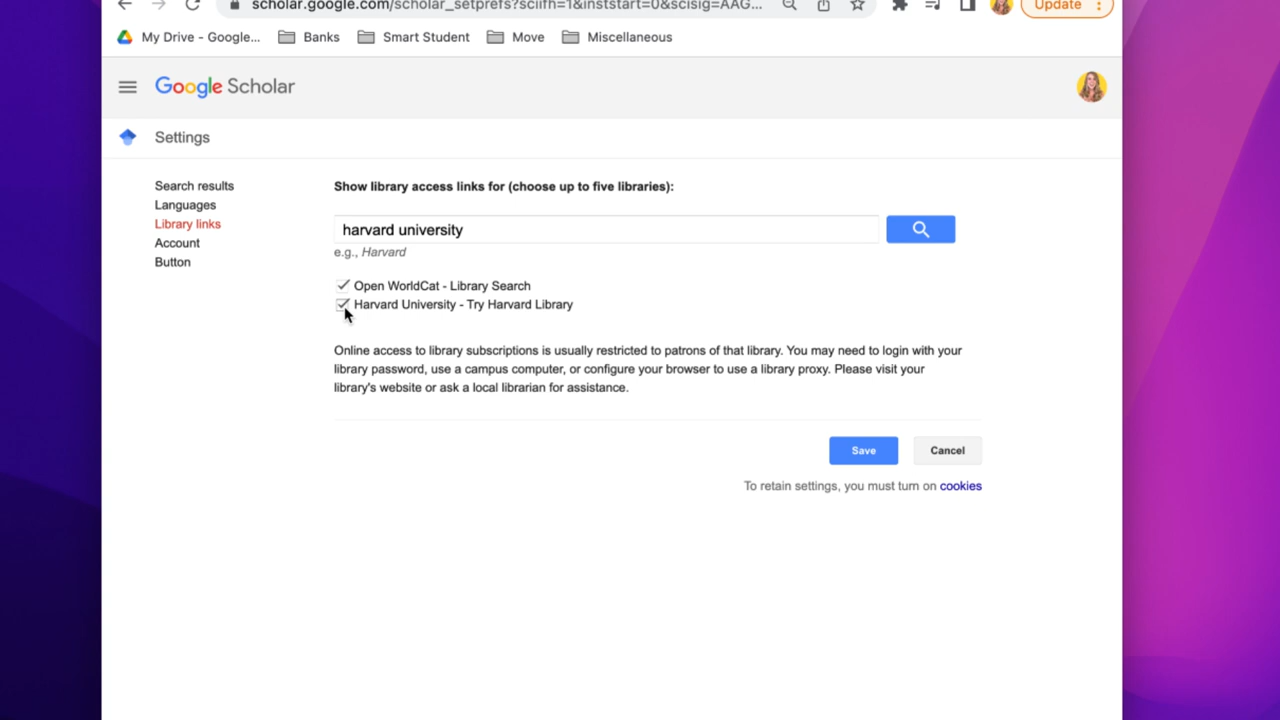 scholar.google.com/scholar_setprefs?sciifh=1&inststart=0&scisig=AAG...
Update
My Drive - Google...
Banks
Smart Student
Move
Miscellaneous
Google Scholar
Settings
Search results
Languages
Library links
Account
Button
Show library access links for (choose up to five libraries):
harvard university
e.g., Harvard
Open WorldCat - Library Search
Harvard University - Try Harvard Library
Online access to library subscriptions is usually restricted to patrons of that library. You may need to login with your
library password, use a campus computer, or configure your browser to use a library proxy. Please visit your
library's website or ask a local librarian for assistance.
Save
Cancel
To retain settings, you must turn on cookies